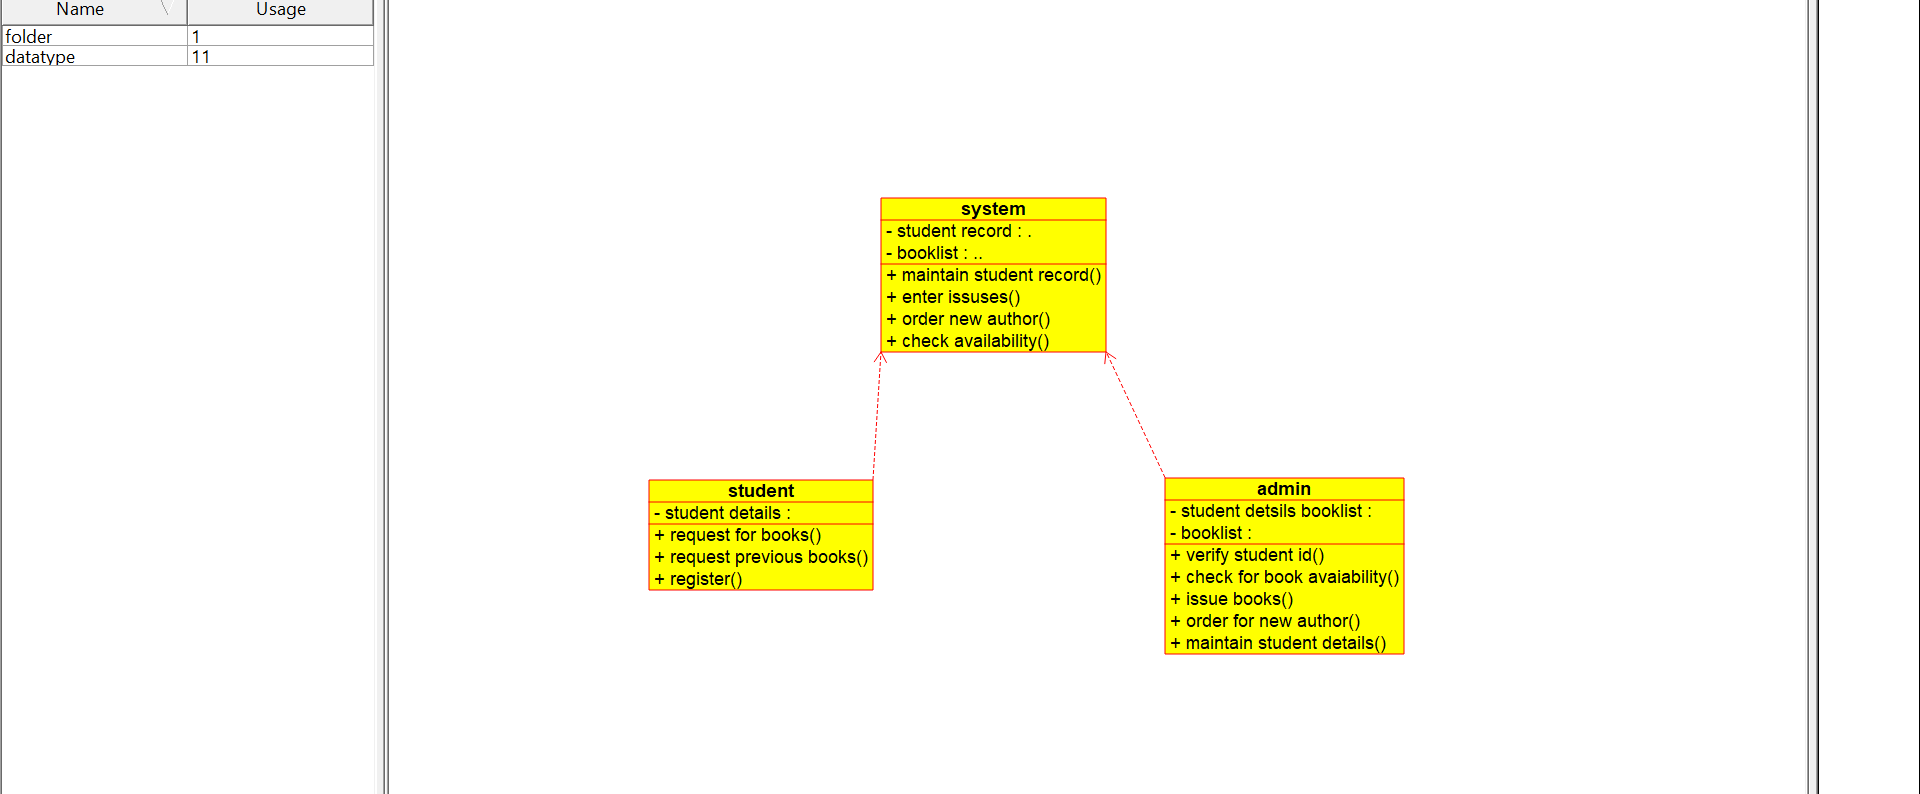 Name Usage
folder 1
datatype 11
system
- student record : .
- booklist : ..
+ maintain student record()
+ enter issuses()
+ order new author()
+ check availability()
student
- student details :
+ request for books()
+ request previous books()
+ register()
admin
- student detsils booklist :
- booklist :
+ verify student id()
+ check for book avaiability()
+ issue books()
+ order for new author()
+ maintain student details()